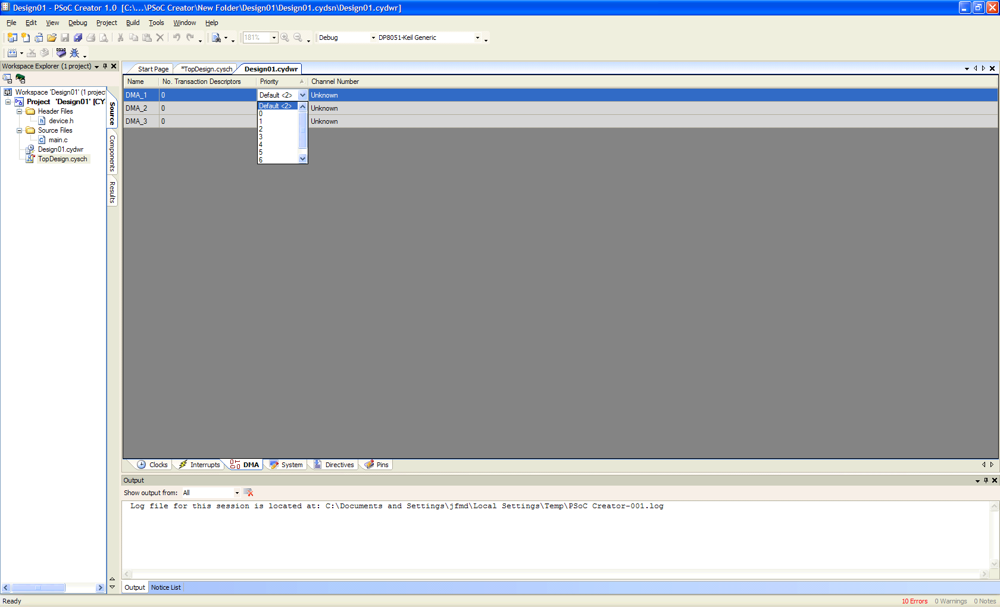 Design01 - PSoC Creator 1.0 [C:\...\PSoC Creator\New Folder\Design01\Design01.cydsn\Design01.cydwr]
File Edit View Debug Project Build Tools Window Help
181% Debug DP8051-Keil Generic
Workspace Explorer (1 project)
Workspace 'Design01' (1 project
Project 'Design01' [CY
Header Files
device.h
Source Files
main.c
Design01.cydwr
TopDesign.cysch
Source
Components
Results
Start Page *TopDesign.cysch Design01.cydwr
Name No. Transaction Descriptors Priority Channel Number
DMA_1 0 Default <2> Unknown
DMA_2 0 Unknown
DMA_3 0 Unknown
Default <2>
0
1
2
3
4
5
6
Clocks Interrupts DMA System Directives Pins
Output
Show output from: All
Log file for this session is located at: C:\Documents and Settings\jfmd\Local Settings\Temp\PSoC Creator-001.log
Output Notice List
Ready 10 Errors 0 Warnings 0 Notes